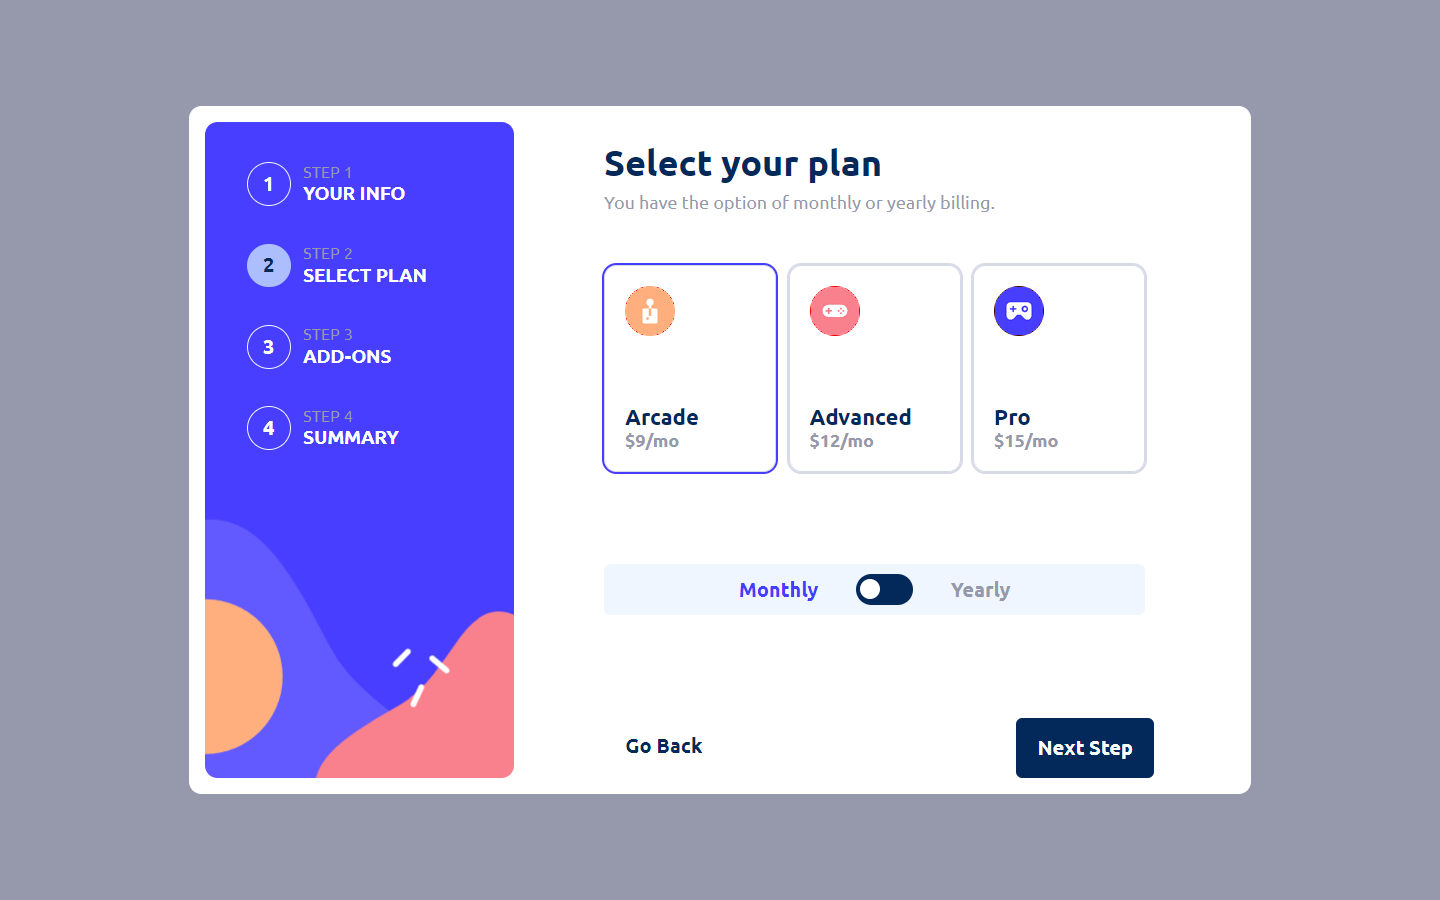 1
STEP 1
YOUR INFO
2
STEP 2
SELECT PLAN
3
STEP 3
ADD-ONS
4
STEP 4
SUMMARY
Select your plan
You have the option of monthly or yearly billing.
Arcade
$9/mo
Advanced
$12/mo
Pro
$15/mo
Monthly
Yearly
Go Back
Next Step